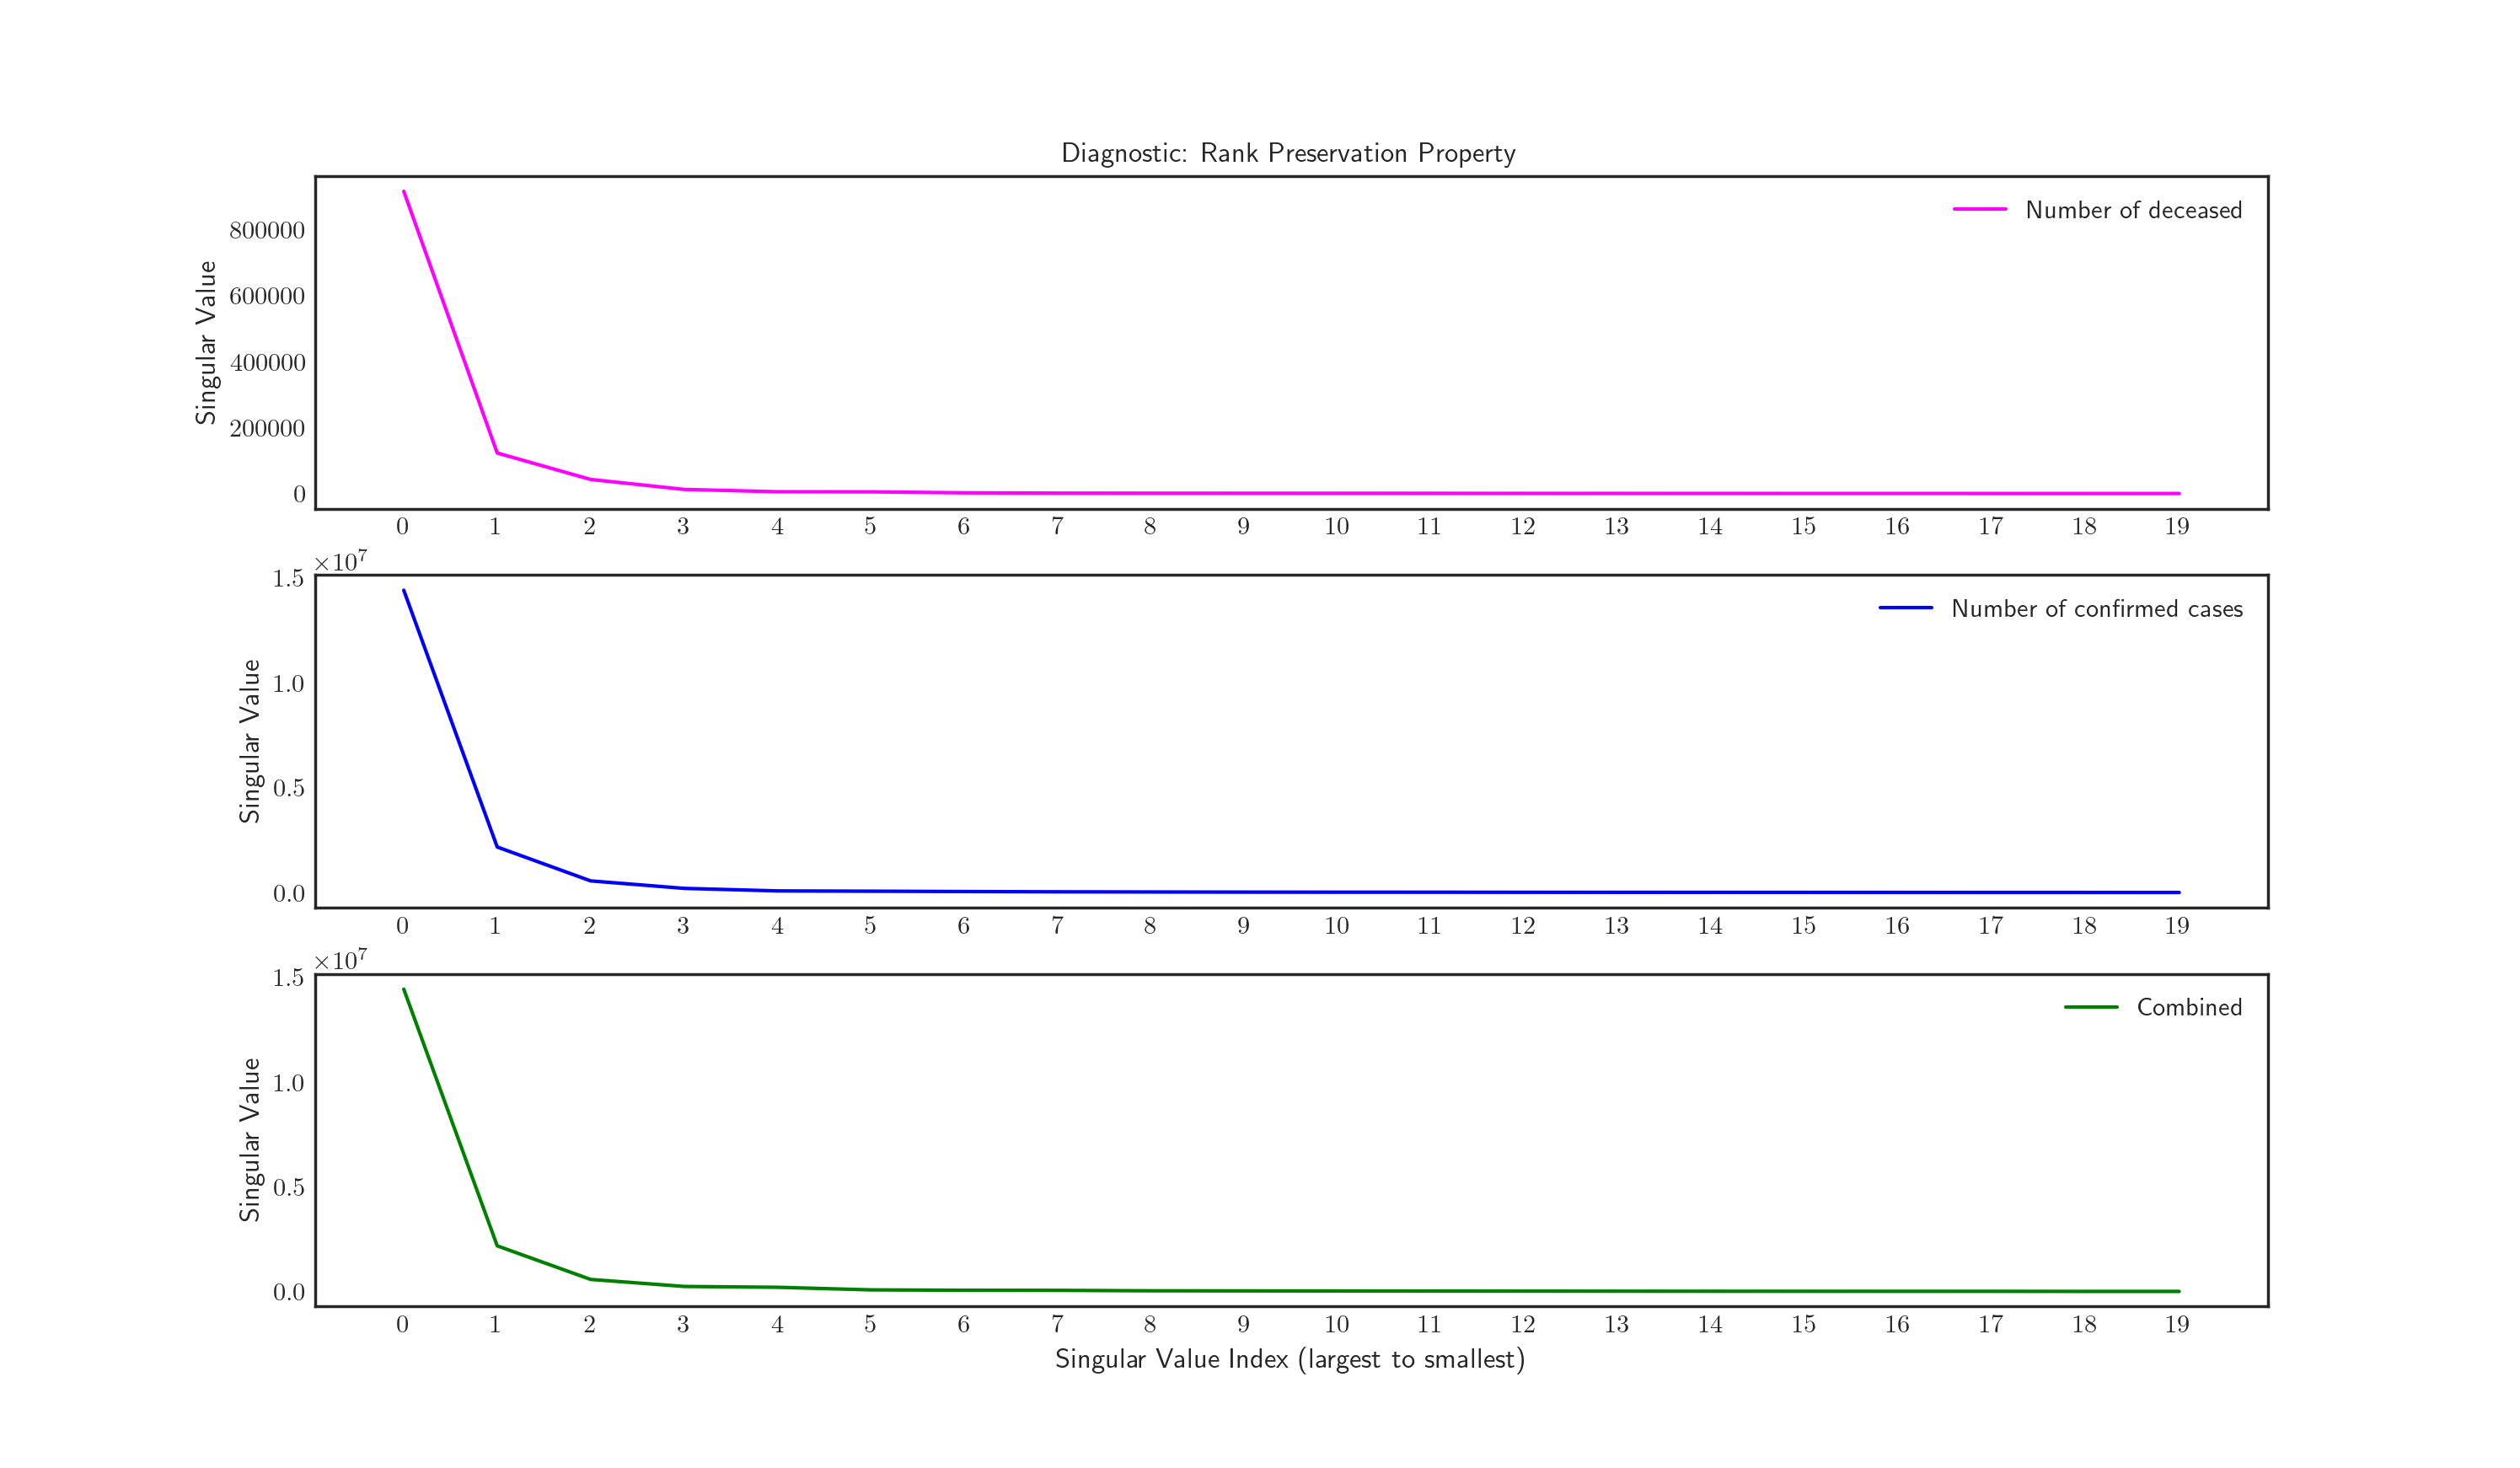 Diagnostic: Rank Preservation Property
Number of deceased
Singular Value
800000
600000
400000
200000
0
0 1 2 3 4 5 6 7 8 9 10 11 12 13 14 15 16 17 18 19
×10⁷
Number of confirmed cases
Singular Value
1.5
1.0
0.5
0.0
0 1 2 3 4 5 6 7 8 9 10 11 12 13 14 15 16 17 18 19
×10⁷
Combined
Singular Value
1.5
1.0
0.5
0.0
0 1 2 3 4 5 6 7 8 9 10 11 12 13 14 15 16 17 18 19
Singular Value Index (largest to smallest)